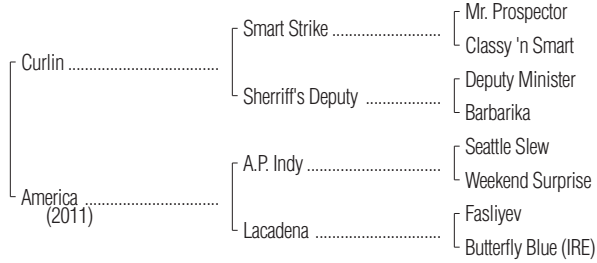 Mr. Prospector
Smart Strike ........................
Classy 'n Smart
Curlin .................................
Deputy Minister
Sherriff's Deputy ................
Barbarika
Seattle Slew
A.P. Indy .............................
Weekend Surprise
America .............................
(2011)
Fasliyev
Lacadena ...........................
Butterfly Blue (IRE)